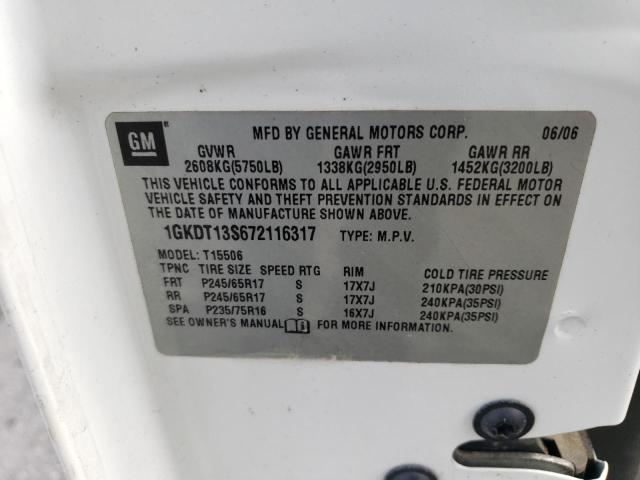 GM
MFD BY GENERAL MOTORS CORP. 06/06
GVWR GAWR FRT GAWR RR
2608KG(5750LB) 1338KG(2950LB) 1452KG(3200LB)
THIS VEHICLE CONFORMS TO ALL APPLICABLE U.S. FEDERAL MOTOR
VEHICLE SAFETY AND THEFT PREVENTION STANDARDS IN EFFECT ON
THE DATE OF MANUFACTURE SHOWN ABOVE.
1GKDT13S672116317 TYPE: M.P.V.
MODEL: T15506
TPNC TIRE SIZE SPEED RTG RIM COLD TIRE PRESSURE
FRT P245/65R17 S 17X7J 210KPA(30PSI)
RR P245/65R17 S 17X7J 240KPA(35PSI)
SPA P235/75R16 S 16X7J 240KPA(35PSI)
SEE OWNER'S MANUAL FOR MORE INFORMATION.